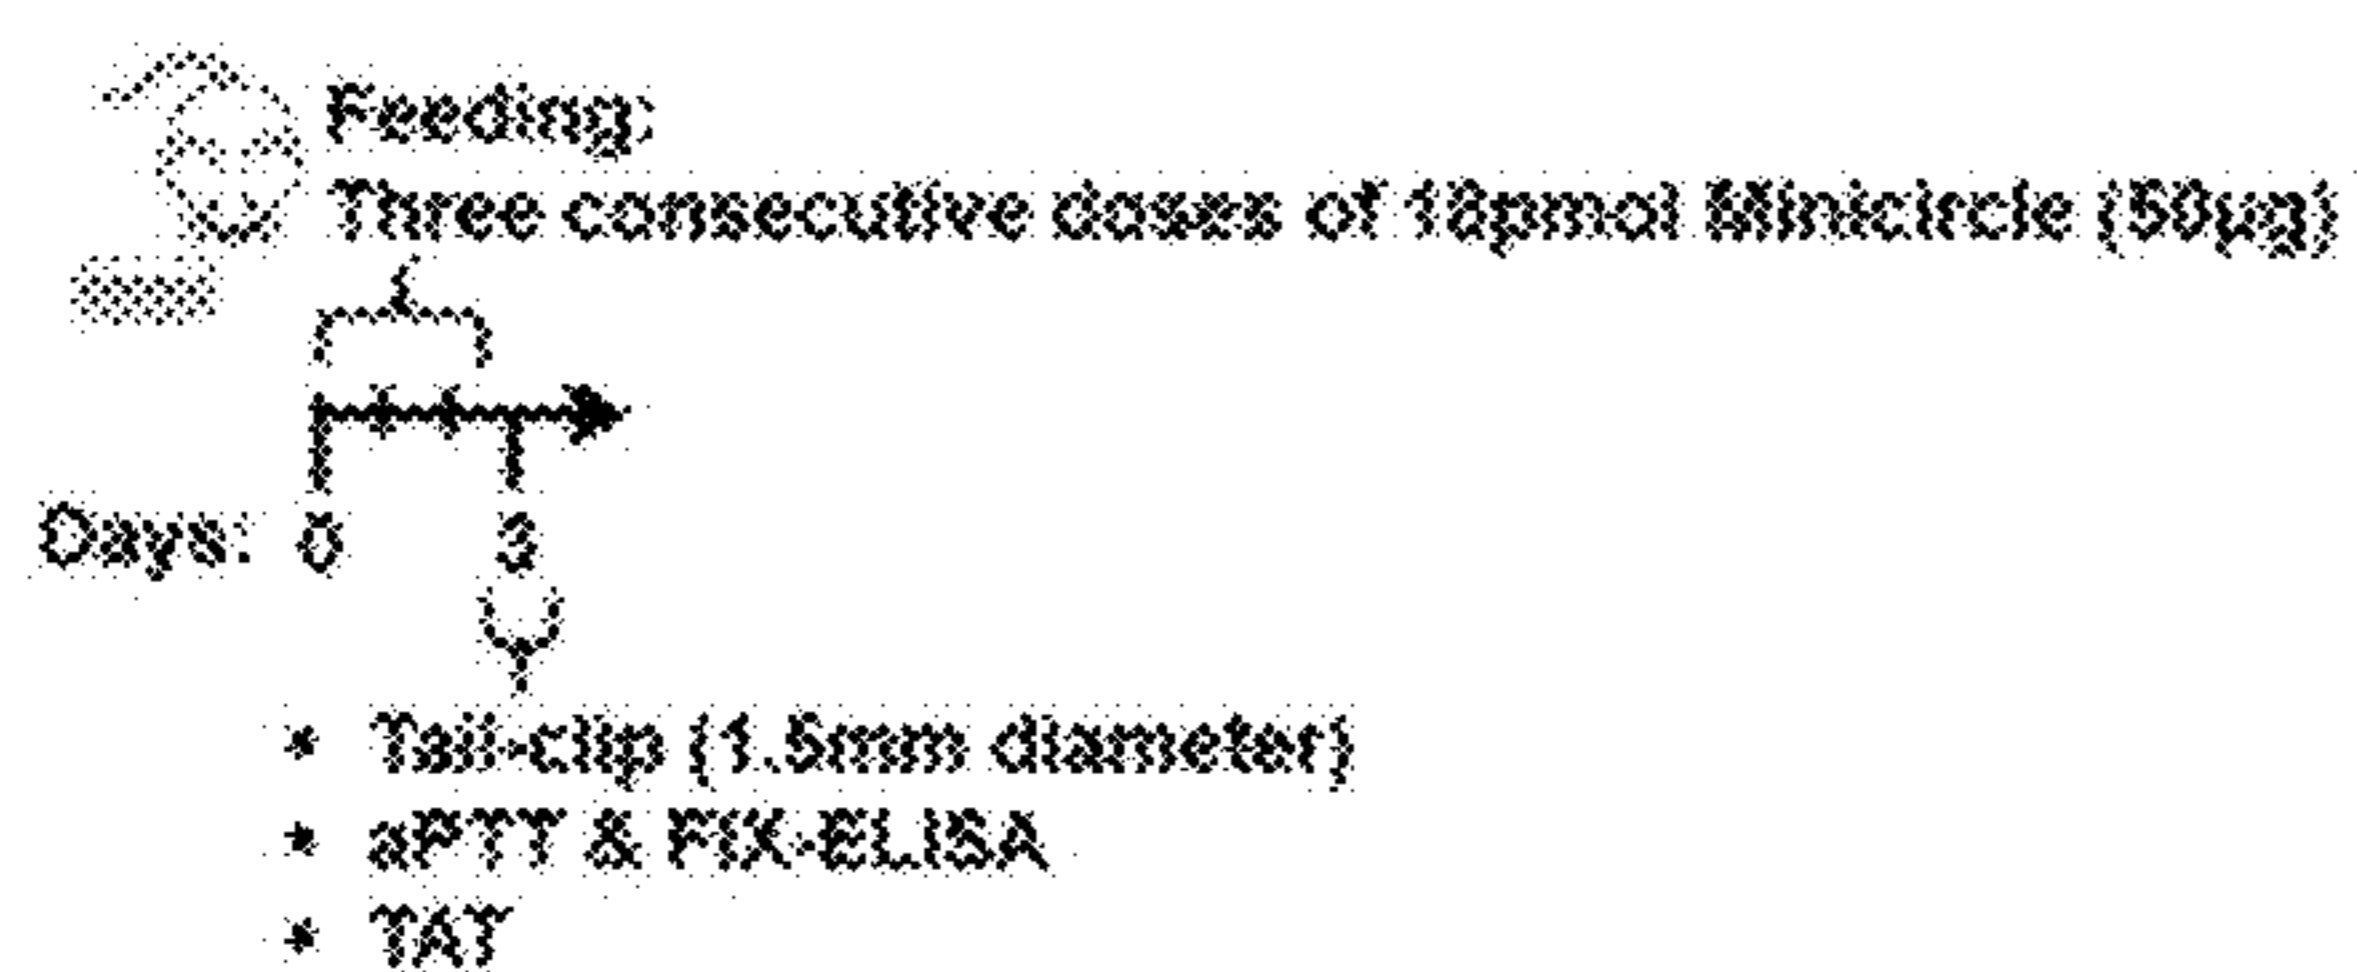 Feeding:
Three consecutive doses of pmol Minicircle (50µg)
Days: 0 3
* Tail-clip (1.5mm diameter)
* aPTT & FIX-ELISA
* TAT